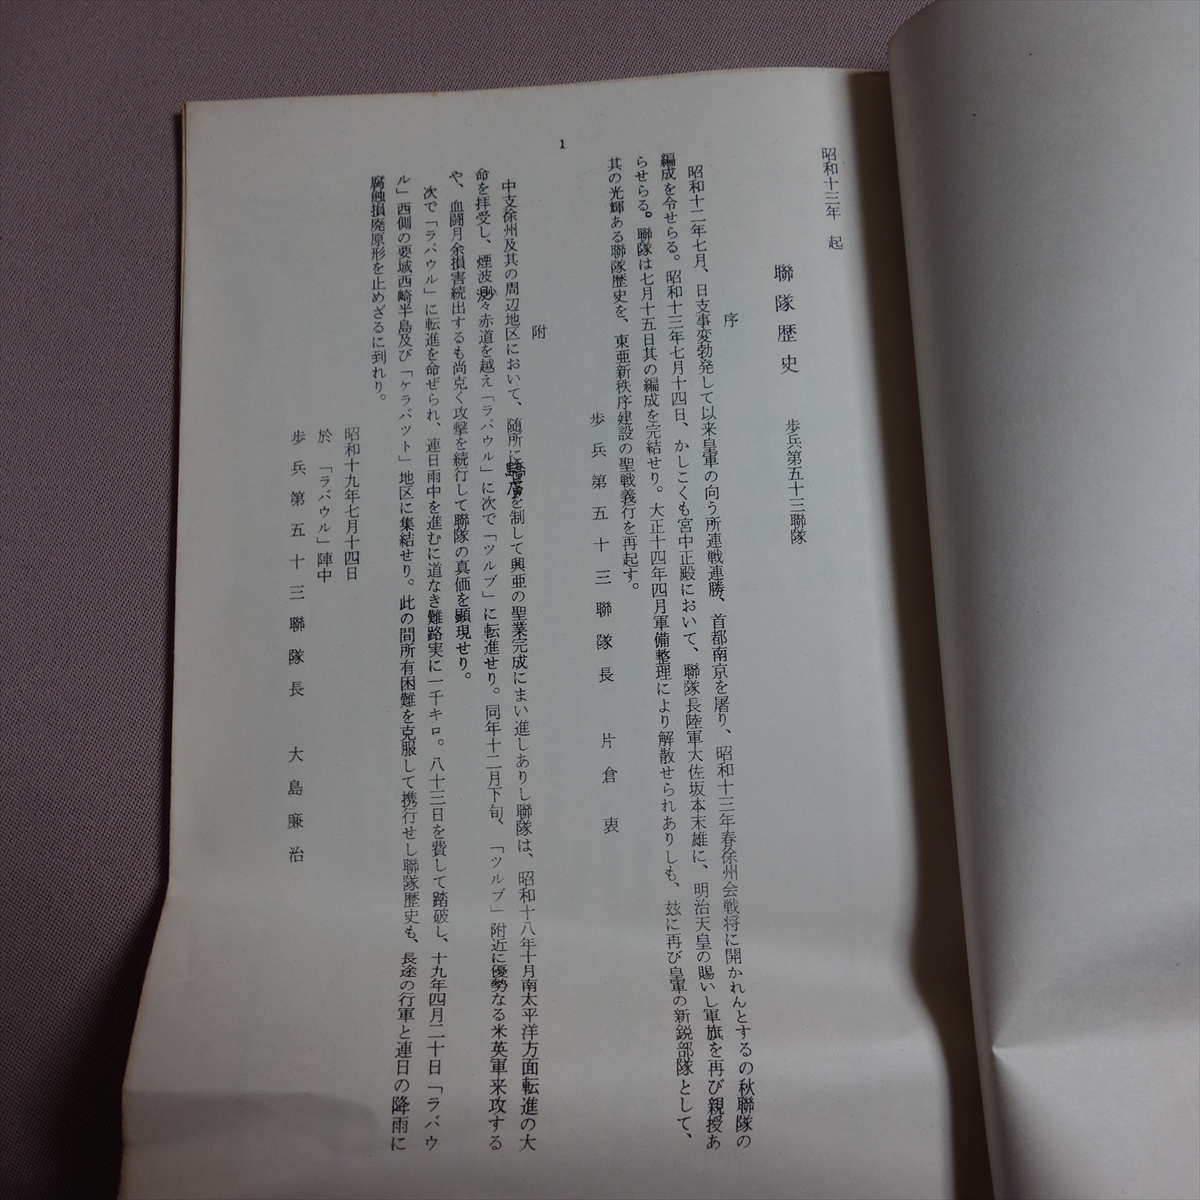 昭和十三年　起
聯隊歴史　歩兵第五十三聯隊
序
昭和十二年七月、日支事変勃発して以来皇軍の向う所連戦連勝、首都南京を屠り、昭和十三年春徐州会戦将に開かれんとするの秋聯隊の
編成を令せらる。昭和十三年七月十四日、かしこくも宮中正殿において、聯隊長陸軍大佐坂本末雄に、明治天皇の賜いし軍旗を再び親授あ
らせらる。聯隊は七月十五日其の編成を完結せり。大正十四年四月軍備整理により解散せられありしも、玆に再び皇軍の新鋭部隊として、
其の光輝ある聯隊歴史を、東亜新秩序建設の聖戦義行を再起す。
歩兵第五十三聯隊長　片倉衷
1
附
中支徐州及其の周辺地区において、随所に驕虜を制して興亜の聖業完成にまい進しありし聯隊は、昭和十八年十月南太平洋方面転進の大
命を拝受し、煙波渺々赤道を越え「ラバウル」に次で「ツルブ」に転進せり。同年十二月下旬、「ツルブ」附近に優勢なる米英軍来攻する
や、血闘月余損害続出するも尚克く攻撃を続行して聯隊の真価を顕現せり。
次で「ラバウル」に転進を命ぜられ、連日雨中を進むに道なき難路実に一千キロ。八十三日を費して踏破し、十九年四月二十日「ラバウ
ル」西側の要域西崎半島及び「ケラバツト」地区に集結せり。此の間所有困難を克服して携行せし聯隊歴史も、長途の行軍と連日の降雨に
腐蝕損廃原形を止めざるに到れり。
昭和十九年七月十四日
於「ラバウル」陣中
歩兵第五十三聯隊長　大島廉治